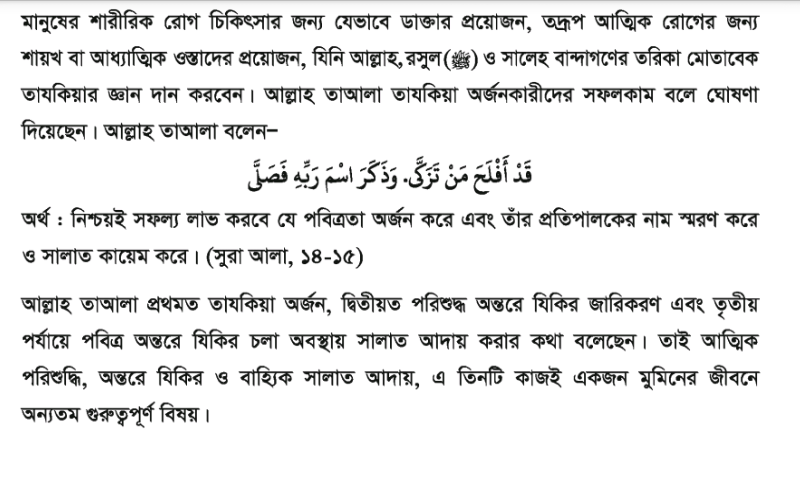 মানুষের শারীরিক রোগ চিকিৎসার জন্য যেভাবে ডাক্তার প্রয়োজন, তদ্রূপ আত্মিক রোগের জন্য
শায়খ বা আধ্যাত্মিক ওস্তাদের প্রয়োজন, যিনি আল্লাহ, রসুল(ﷺ) ও সালেহ বান্দাগণের তরিকা মোতাবেক
তাযকিয়ার জ্ঞান দান করবেন। আল্লাহ তাআলা তাযকিয়া অর্জনকারীদের সফলকাম বলে ঘোষণা
দিয়েছেন। আল্লাহ তাআলা বলেন–
قَدْ أَفْلَحَ مَنْ تَزَكَّى. وَذَكَرَ اسْمَ رَبِّهِ فَصَلَّى
অর্থ : নিশ্চয়ই সফল্য লাভ করবে যে পবিত্রতা অর্জন করে এবং তাঁর প্রতিপালকের নাম স্মরণ করে
ও সালাত কায়েম করে। (সুরা আলা, ১৪-১৫)
আল্লাহ তাআলা প্রথমত তাযকিয়া অর্জন, দ্বিতীয়ত পরিশুদ্ধ অন্তরে যিকির জারিকরণ এবং তৃতীয়
পর্যায়ে পবিত্র অন্তরে যিকির চলা অবস্থায় সালাত আদায় করার কথা বলেছেন। তাই আত্মিক
পরিশুদ্ধি, অন্তরে যিকির ও বাহ্যিক সালাত আদায়, এ তিনটি কাজই একজন মুমিনের জীবনে
অন্যতম গুরুত্বপূর্ণ বিষয়।